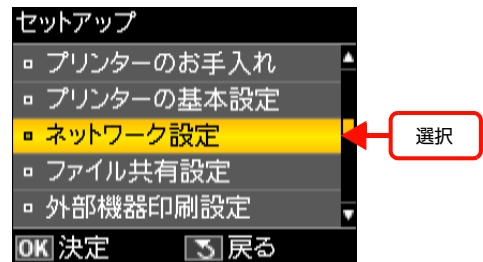 セットアップ
プリンターのお手入れ
プリンターの基本設定
ネットワーク設定
選択
ファイル共有設定
外部機器印刷設定
OK 決定 戻る